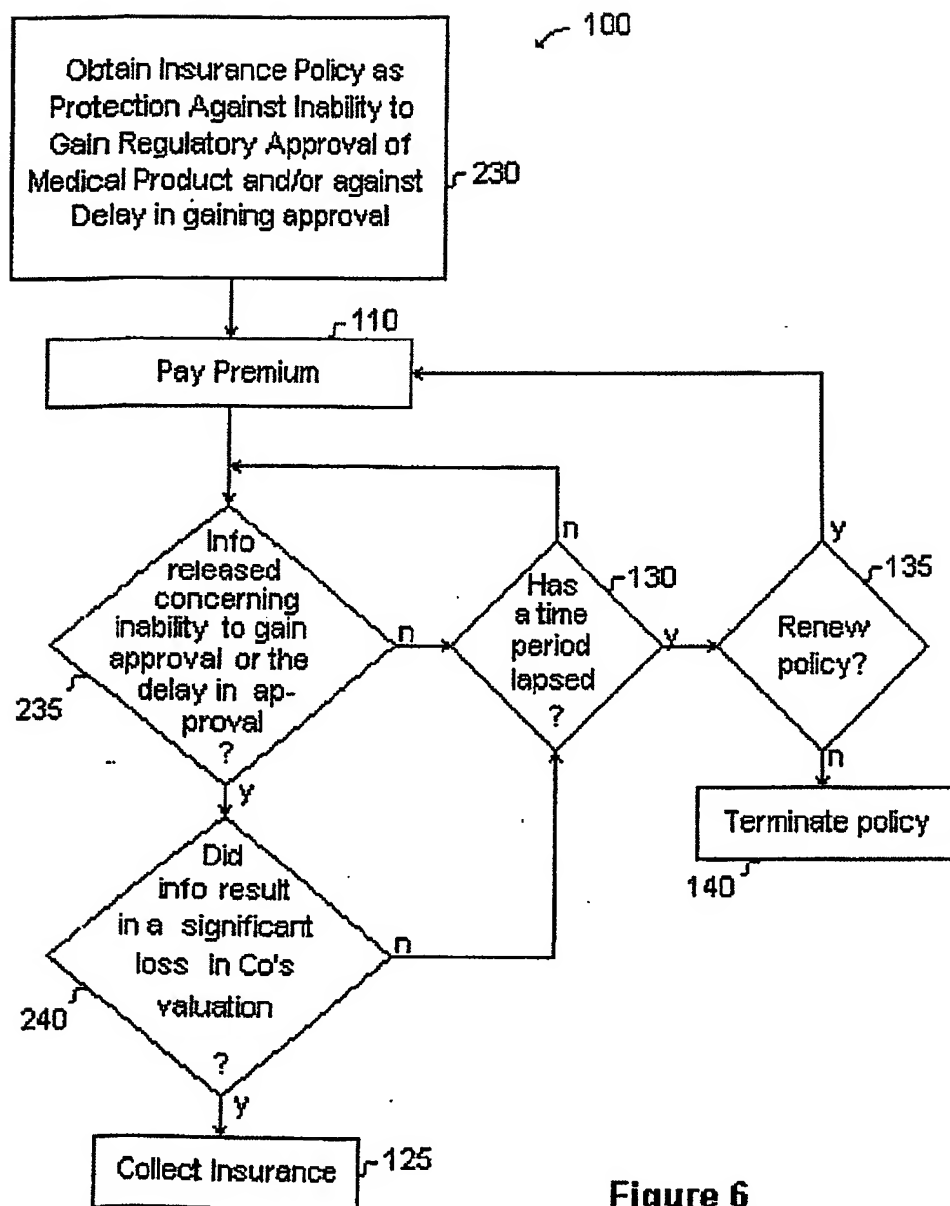 100
Obtain Insurance Policy as
Protection Against Inability to
Gain Regulatory Approval of
Medical Product and/or against
Delay in gaining approval
230
110
Pay Premium
Info
released
concerning
inability to gain
approval or the
delay in ap-
proval
?
235
n
y
Has
a time
period
lapsed
?
130
n
y
Renew
policy?
135
y
n
Terminate policy
140
Did
info result
in a significant
loss in Co's
valuation
?
240
n
y
Collect Insurance
125
Figure 6